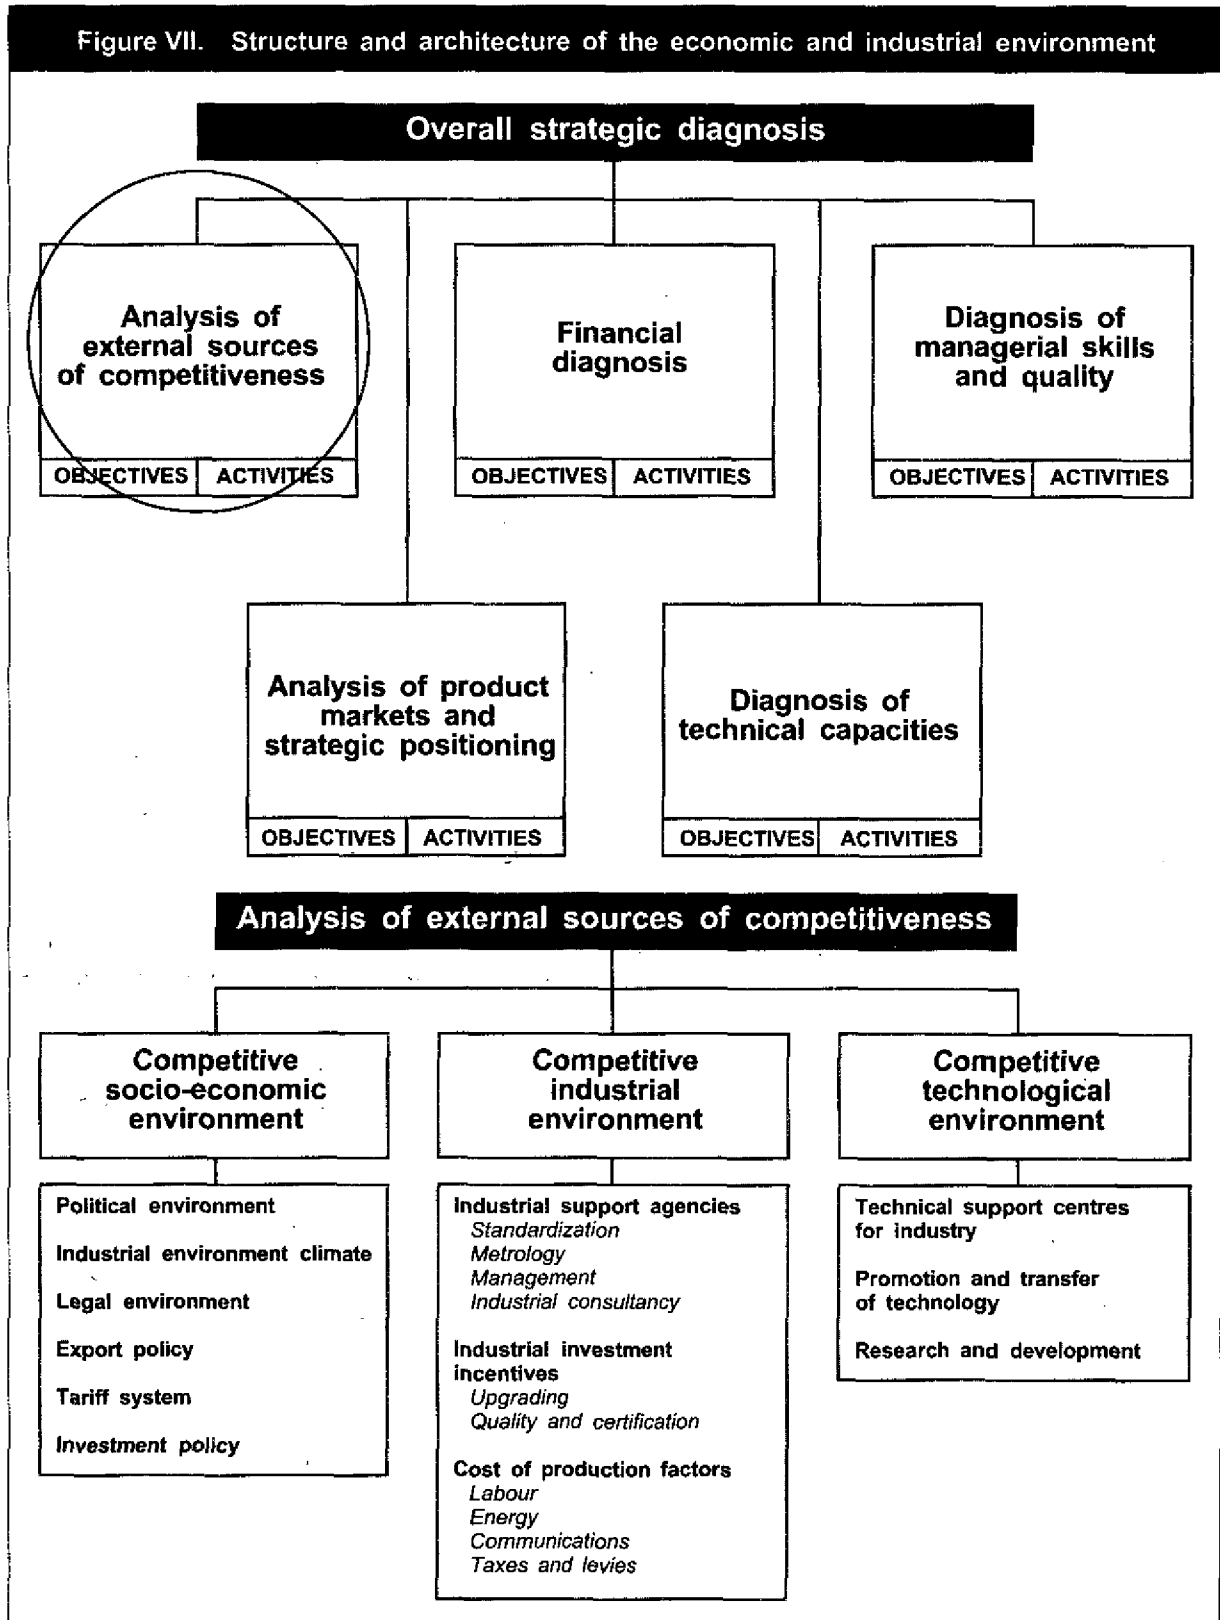 Figure VII. Structure and architecture of the economic and industrial environment
Overall strategic diagnosis
Analysis of
external sources
of competitiveness
OBJECTIVES ACTIVITIES
Financial
diagnosis
OBJECTIVES ACTIVITIES
Diagnosis of
managerial skills
and quality
OBJECTIVES ACTIVITIES
Analysis of product
markets and
strategic positioning
OBJECTIVES ACTIVITIES
Diagnosis of
technical capacities
OBJECTIVES ACTIVITIES
Analysis of external sources of competitiveness
Competitive
socio-economic
environment
Political environment
Industrial environment climate
Legal environment
Export policy
Tariff system
Investment policy
Competitive
industrial
environment
Industrial support agencies
Standardization
Metrology
Management
Industrial consultancy
Industrial investment
incentives
Upgrading
Quality and certification
Cost of production factors
Labour
Energy
Communications
Taxes and levies
Competitive
technological
environment
Technical support centres
for industry
Promotion and transfer
of technology
Research and development